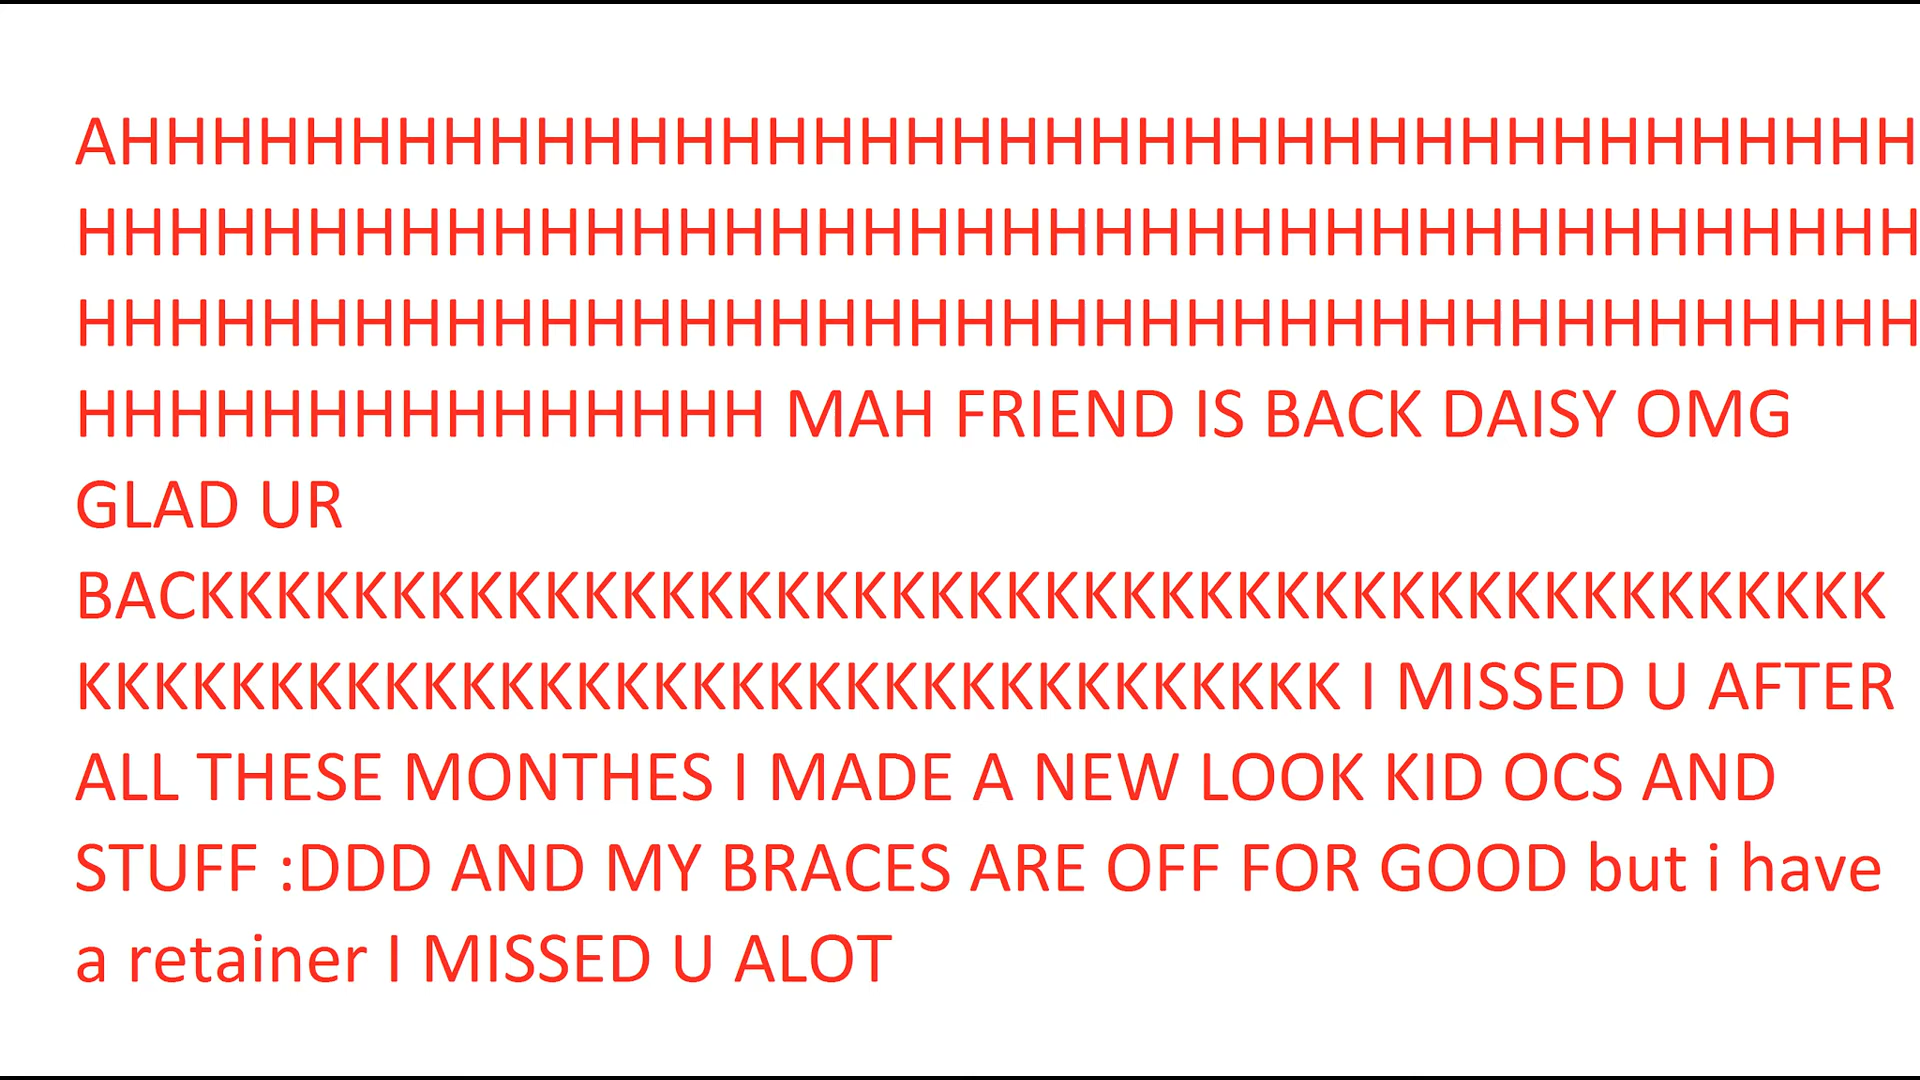 AHHHHHHHHHHHHHHHHHHHHHHHHHHHHHHHHHHHHHHH
HHHHHHHHHHHHHHHHHHHHHHHHHHHHHHHHHHHHHHHH
HHHHHHHHHHHHHHHHHHHHHHHHHHHHHHHHHHHHHHHH
HHHHHHHHHHHHHHH MAH FRIEND IS BACK DAISY OMG
GLAD UR
BACKKKKKKKKKKKKKKKKKKKKKKKKKKKKKKKKKKKKKKKKKKKK
KKKKKKKKKKKKKKKKKKKKKKKKKKKKKKKKK I MISSED U AFTER
ALL THESE MONTHES I MADE A NEW LOOK KID OCS AND
STUFF :DDD AND MY BRACES ARE OFF FOR GOOD but i have
a retainer I MISSED U ALOT